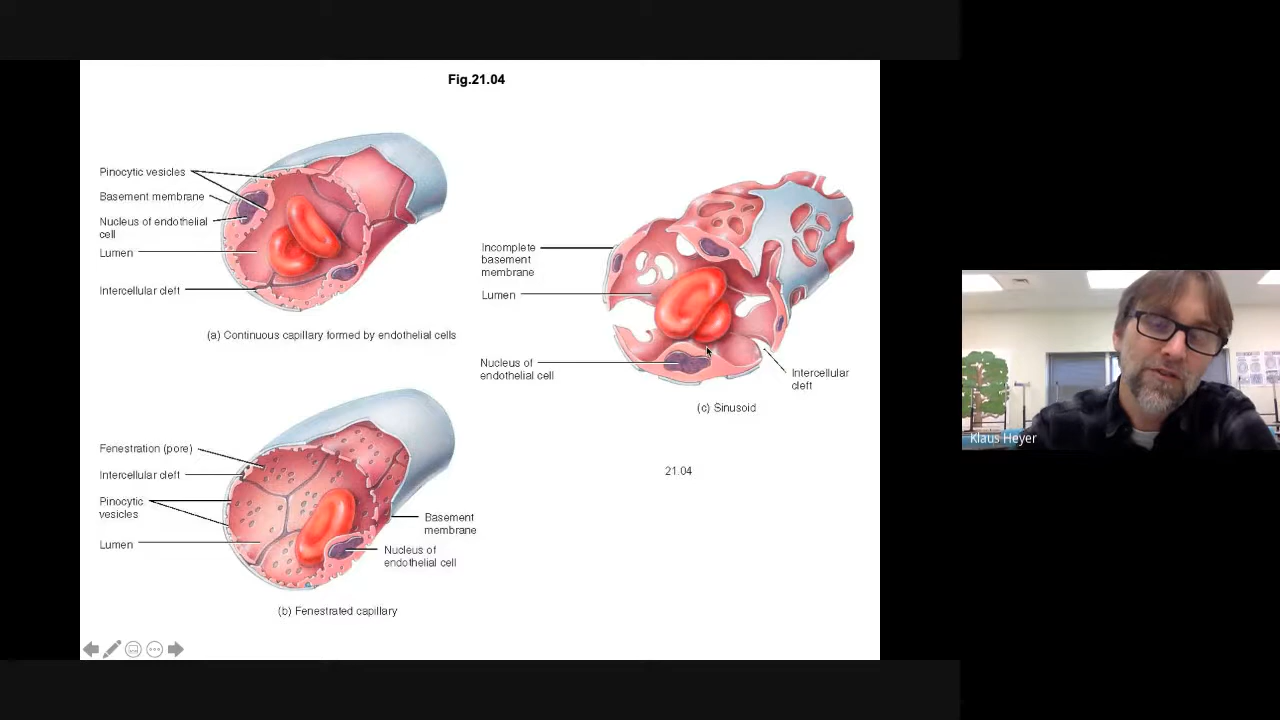 Fig.21.04
Pinocytic vesicles
Basement membrane
Nucleus of endothelial
cell
Lumen
Intercellular cleft
(a) Continuous capillary formed by endothelial cells
Incomplete
basement
membrane
Lumen
Nucleus of
endothelial cell
Intercellular
cleft
(c) Sinusoid
21.04
Fenestration (pore)
Intercellular cleft
Pinocytic
vesicles
Lumen
Basement
membrane
Nucleus of
endothelial cell
(b) Fenestrated capillary
Klaus Heyer